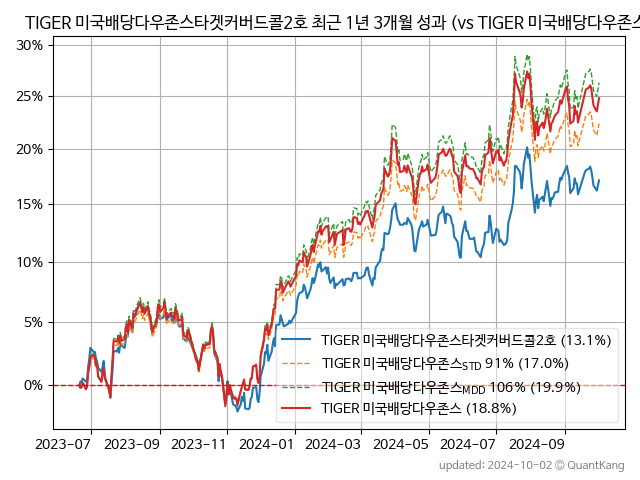 TIGER 미국배당다우존스타겟커버드콜2호 최근 1년 3개월 성과 (vs TIGER 미국배당다우존스
30%
25%
20%
15%
10%
5%
0%
TIGER 미국배당다우존스타겟커버드콜2호 (13.1%)
TIGER 미국배당다우존스STD 91% (17.0%)
TIGER 미국배당다우존스MDD 106% (19.9%)
TIGER 미국배당다우존스 (18.8%)
2023-07 2023-09 2023-11 2024-01 2024-03 2024-05 2024-07 2024-09
updated: 2024-10-02 © QuantKang